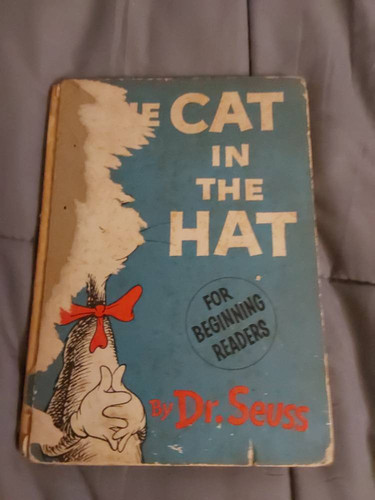 E CAT
IN
THE
HAT
FOR
BEGINNING
READERS
By Dr. Seuss